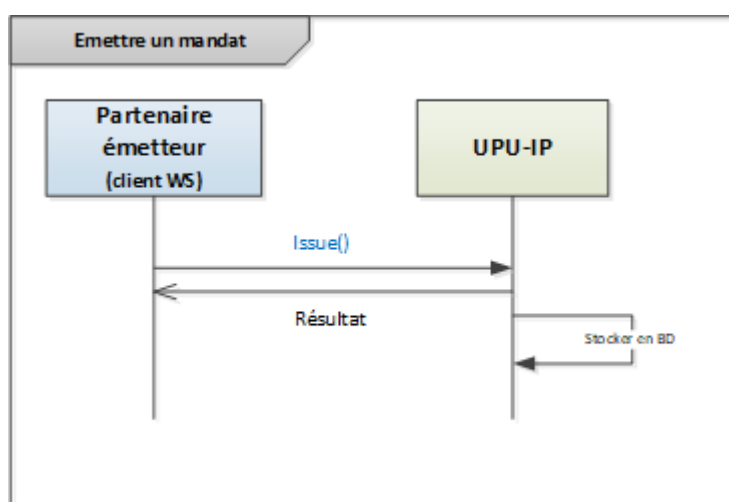 Emettre un mandat
Partenaire
émetteur
(client WS)
UPU-IP
Issue()
Résultat
Stocker en BD